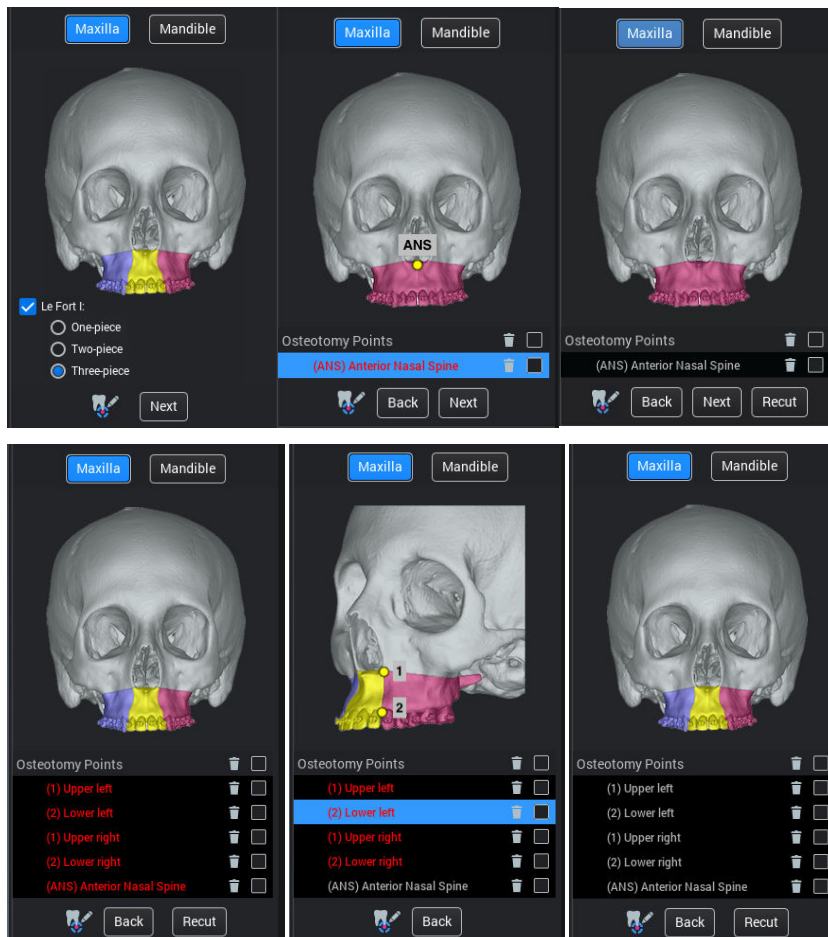 Maxilla Mandible
Le Fort I:
One-piece
Two-piece
Three-piece
Next
Maxilla Mandible
ANS
Osteotomy Points
(ANS) Anterior Nasal Spine
Back Next
Maxilla Mandible
Osteotomy Points
(ANS) Anterior Nasal Spine
Back Next Recut
Maxilla Mandible
Osteotomy Points
(1) Upper left
(2) Lower left
(1) Upper right
(2) Lower right
(ANS) Anterior Nasal Spine
Back Recut
Maxilla Mandible
1
2
Osteotomy Points
(1) Upper left
(2) Lower left
(1) Upper right
(2) Lower right
(ANS) Anterior Nasal Spine
Back
Maxilla Mandible
Osteotomy Points
(1) Upper left
(2) Lower left
(1) Upper right
(2) Lower right
(ANS) Anterior Nasal Spine
Back Recut